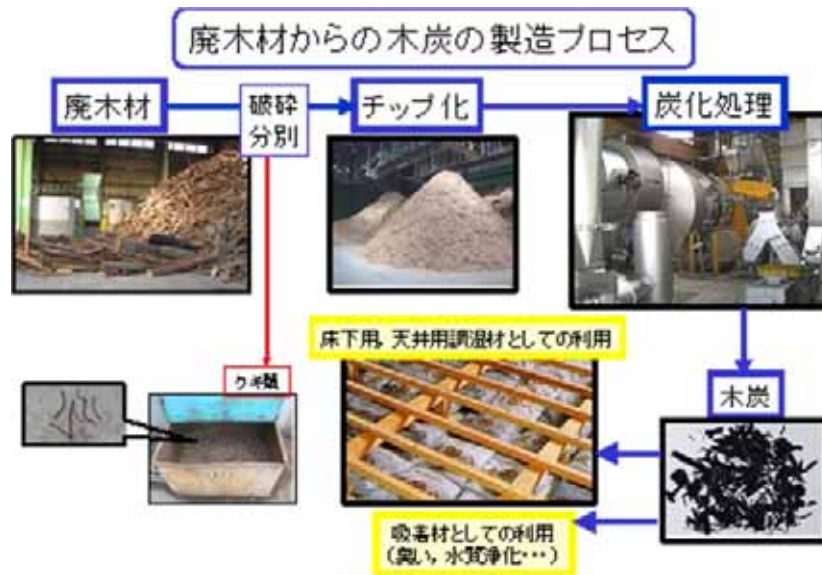 廃木材からの木炭の製造プロセス
廃木材
破砕
分別
チップ化
炭化処理
床下用，天井用調湿材としての利用
クギ類
木炭
吸着材としての利用
（臭い，水質浄化・・・）